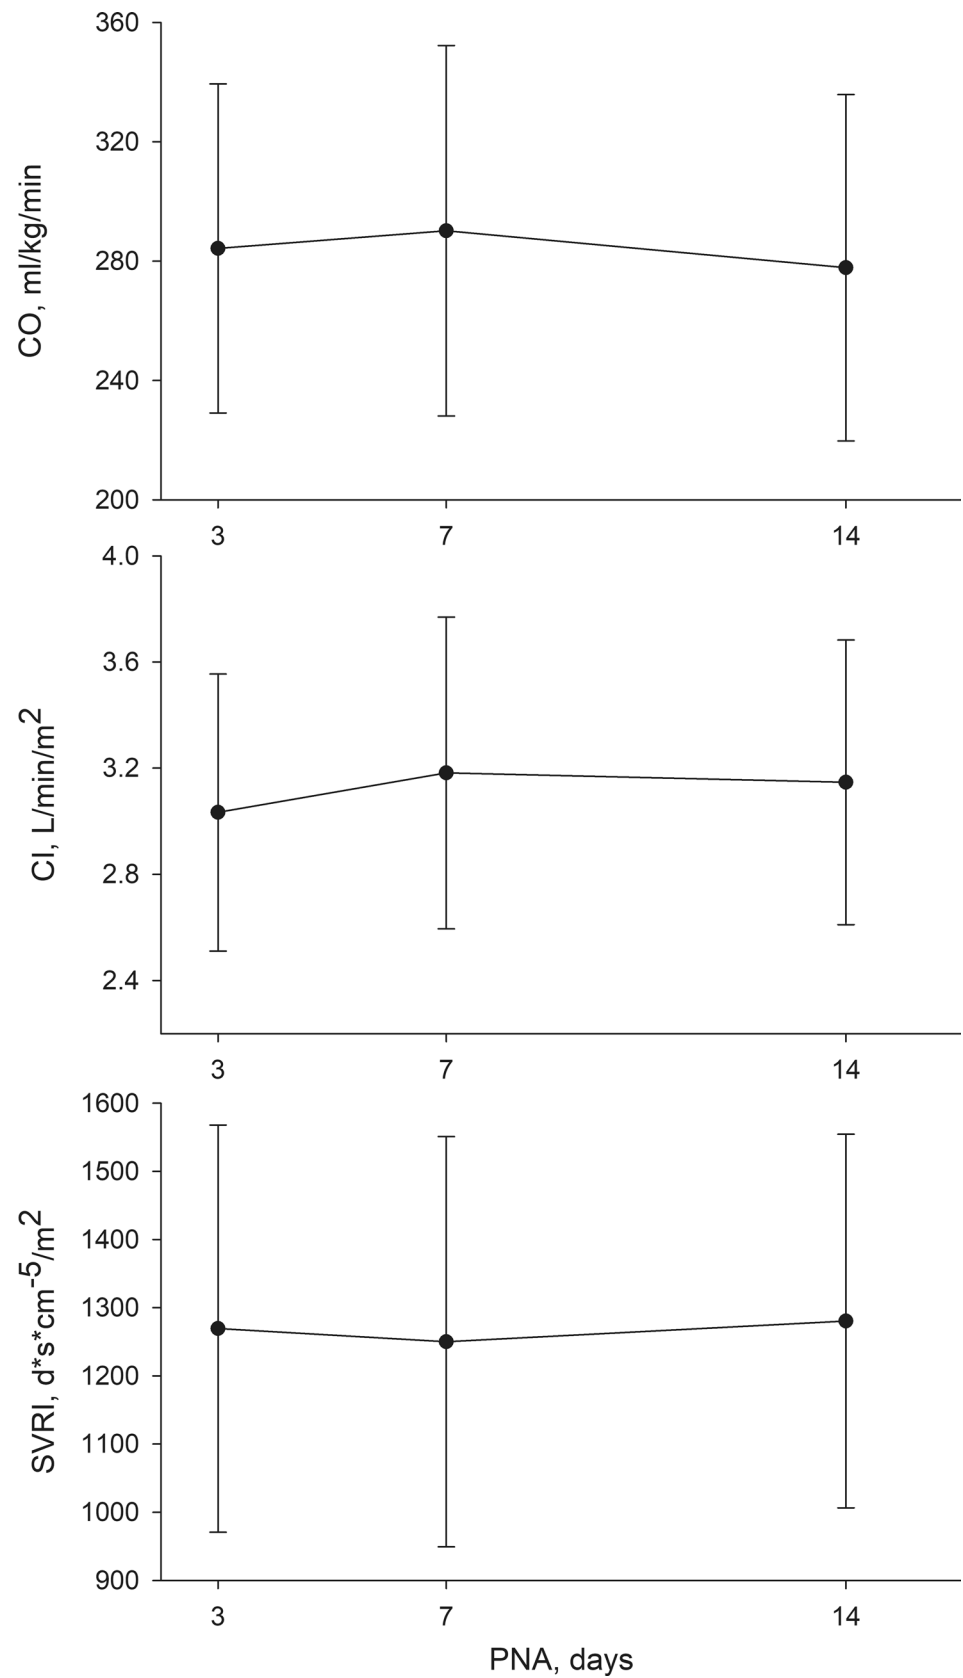 CO, ml/kg/min
360
320
280
240
200
3 7 14
CI, L/min/m2
4.0
3.6
3.2
2.8
2.4
3 7 14
SVRI, d*s*cm-5/m2
1600
1500
1400
1300
1200
1100
1000
900
3 7 14
PNA, days